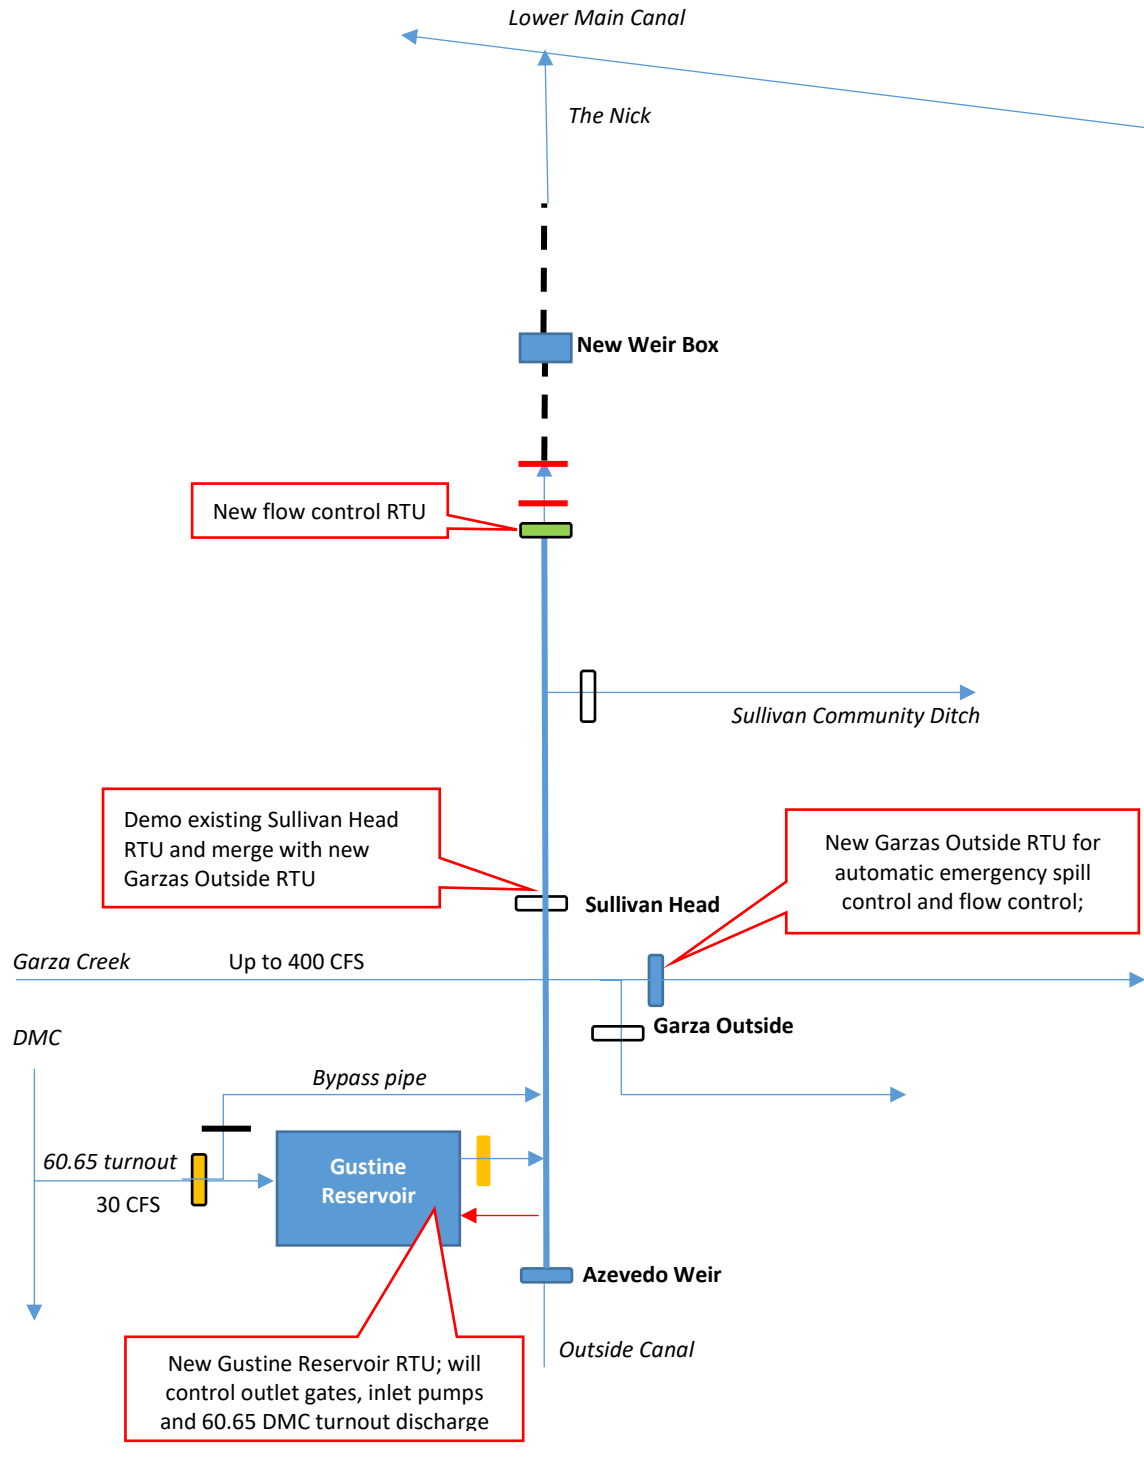 Lower Main Canal
The Nick
New Weir Box
New flow control RTU
Sullivan Community Ditch
Demo existing Sullivan Head
RTU and merge with new
Garzas Outside RTU
New Garzas Outside RTU for
automatic emergency spill
control and flow control;
Sullivan Head
Garza Creek
Up to 400 CFS
Garza Outside
DMC
Bypass pipe
60.65 turnout
30 CFS
Gustine
Reservoir
Azevedo Weir
Outside Canal
New Gustine Reservoir RTU; will
control outlet gates, inlet pumps
and 60.65 DMC turnout discharge